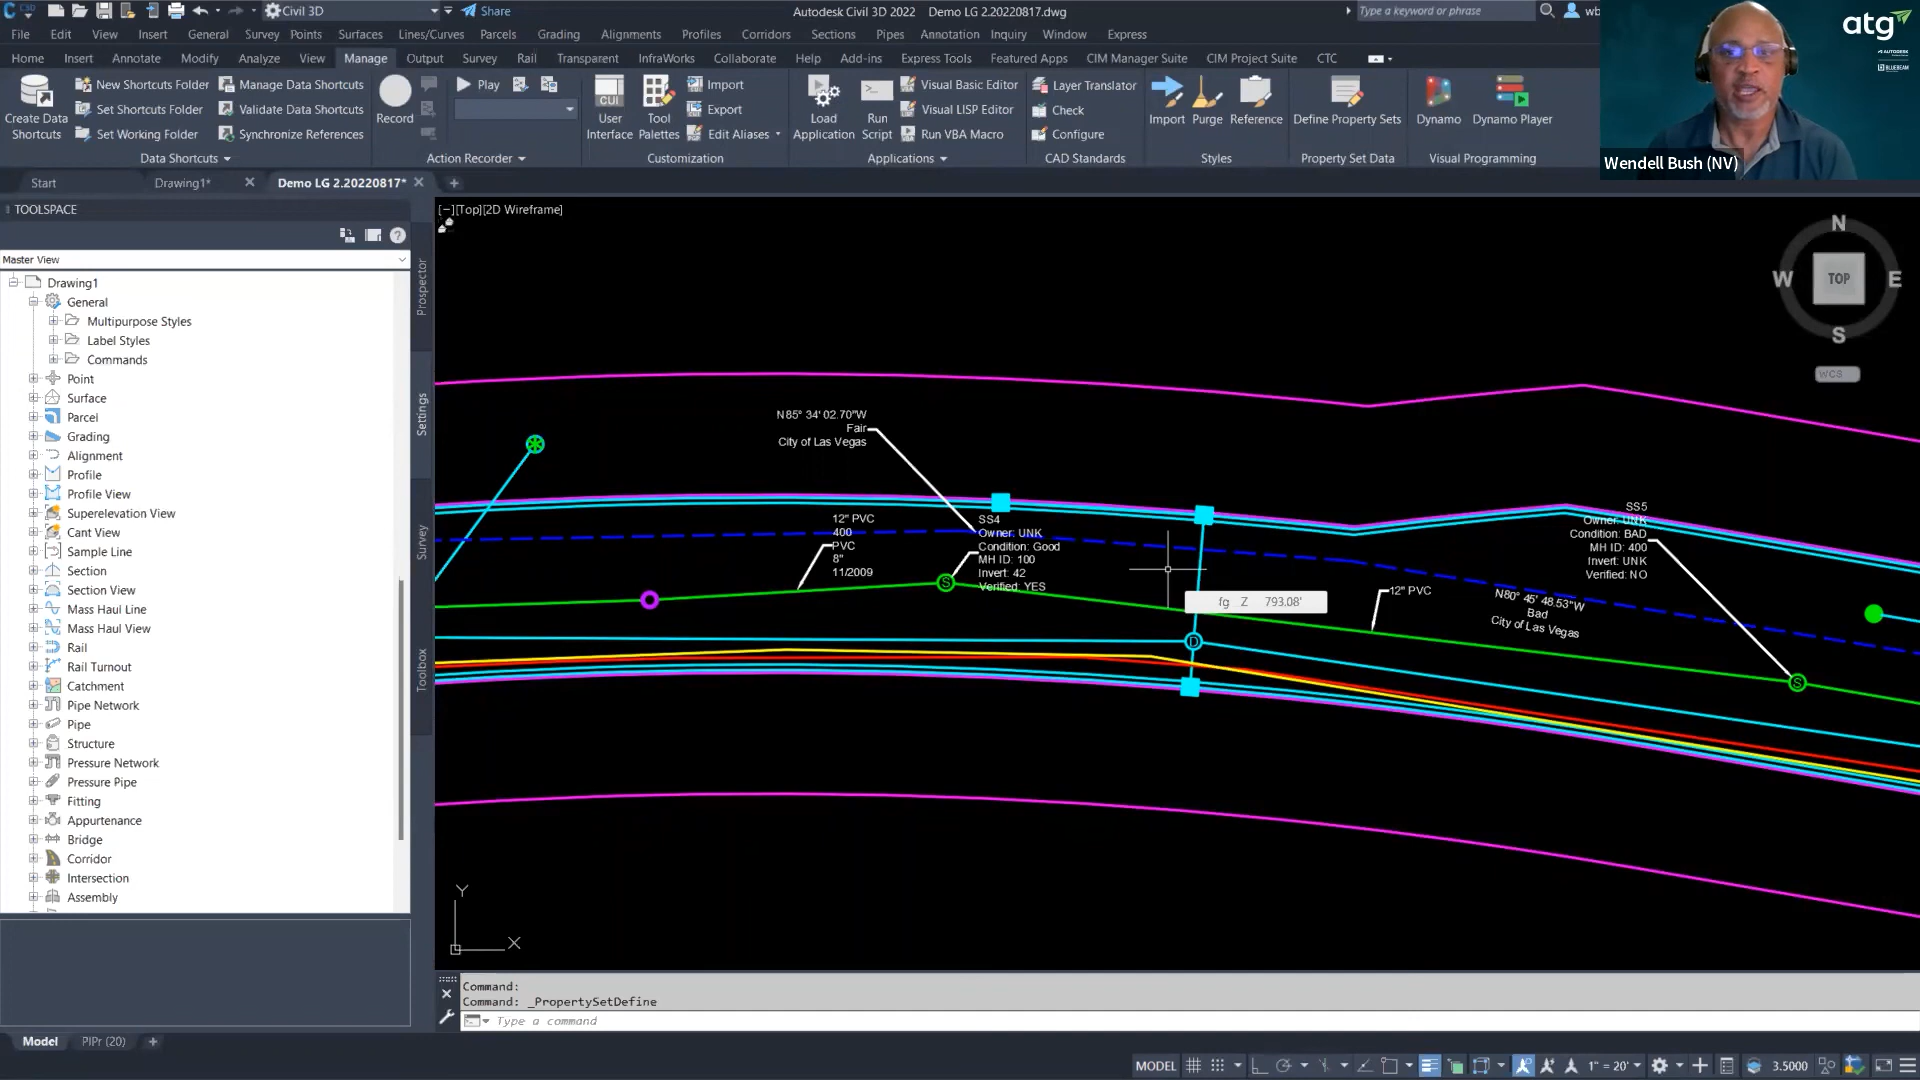 Civil 3D
Share
Autodesk Civil 3D 2022 Demo LG 2.20220817.dwg
Type a keyword or phrase
wb
atg
AUTODESK
BLUEBEAM
File Edit View Insert General Survey Points Surfaces Lines/Curves Parcels Grading Alignments Profiles Corridors Sections Pipes Annotation Inquiry Window Express
Home Insert Annotate Modify Analyze View Manage Output Survey Rail Transparent InfraWorks Collaborate Help Add-ins Express Tools Featured Apps CIM Manager Suite CIM Project Suite CTC
Create Data Shortcuts
New Shortcuts Folder
Set Shortcuts Folder
Set Working Folder
Manage Data Shortcuts
Validate Data Shortcuts
Synchronize References
Data Shortcuts
Record
Play
Action Recorder
CUI
User Interface
Tool Palettes
Import
Export
Edit Aliases
Customization
Load Application
Run Script
Visual Basic Editor
Visual LISP Editor
Run VBA Macro
Applications
Layer Translator
Check
Configure
CAD Standards
Import
Purge
Reference
Styles
Define Property Sets
Property Set Data
Dynamo
Dynamo Player
Visual Programming
Wendell Bush (NV)
Start
Drawing1*
Demo LG 2.20220817*
TOOLSPACE
Master View
Drawing1
General
Multipurpose Styles
Label Styles
Commands
Point
Surface
Parcel
Grading
Alignment
Profile
Profile View
Superelevation View
Cant View
Sample Line
Section
Section View
Mass Haul Line
Mass Haul View
Rail
Rail Turnout
Catchment
Pipe Network
Pipe
Structure
Pressure Network
Pressure Pipe
Fitting
Appurtenance
Bridge
Corridor
Intersection
Assembly
Prospector
Settings
Survey
Toolbox
[−][Top][2D Wireframe]
N
W
TOP
E
S
WCS
N 85° 34' 02.70"W
Fair
City of Las Vegas
12" PVC
400
PVC
8"
11/2009
SS4
Owner: UNK
Condition: Good
MH ID: 100
Invert: 42
Verified: YES
S
fg Z 793.08'
D
12" PVC
N80° 45' 48.53"W
Bad
City of Las Vegas
SS5
Owner: UNK
Condition: BAD
MH ID: 400
Invert: UNK
Verified: NO
S
Y
X
Command:
Command: _PropertySetDefine
Type a command
Model
PIPr (20)
MODEL
1" = 20'
3.5000